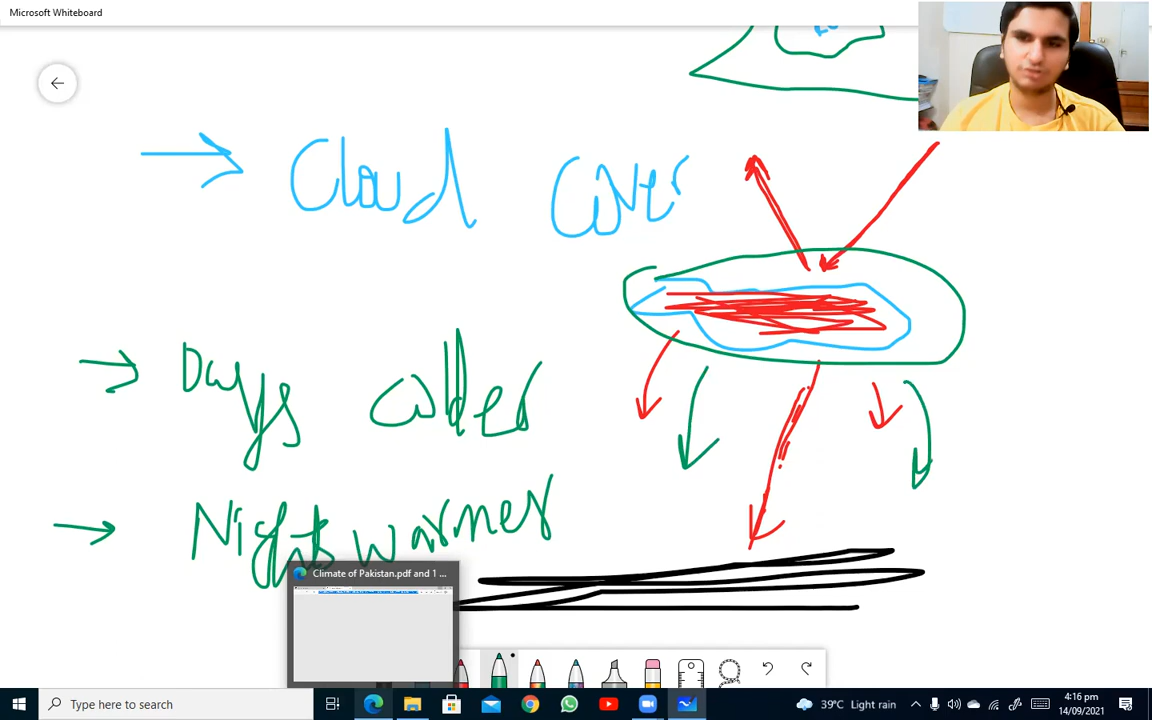 Microsoft Whiteboard
Cloud cover
Days colder
Nights warmer
Climate of Pakistan.pdf and 1 ...
Type here to search
39°C Light rain
4:16 pm
14/09/2021